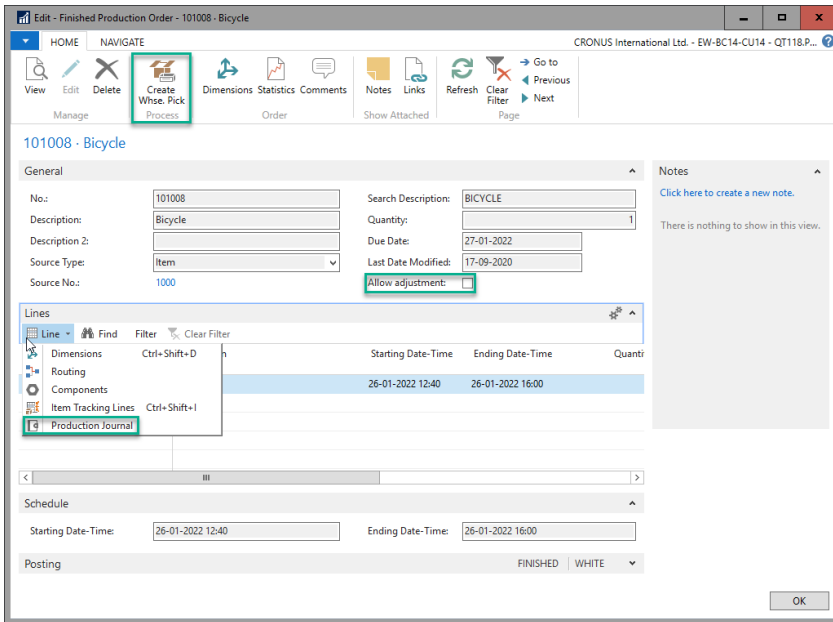 Edit - Finished Production Order - 101008 · Bicycle
HOME NAVIGATE CRONUS International Ltd. - EW-BC14-CU14 - QT118.P...
View Edit Delete Create Whse. Pick Dimensions Statistics Comments Notes Links Refresh Clear Filter Go to
Previous
Next
Manage Process Order Show Attached Page
101008 · Bicycle
General
No.: 101008 Search Description: BICYCLE
Description: Bicycle Quantity: 1
Description 2: Due Date: 27-01-2022
Source Type: Item Last Date Modified: 17-09-2020
Source No.: 1000 Allow adjustment:
Notes
Click here to create a new note.
There is nothing to show in this view.
Lines
Line Find Filter Clear Filter
Starting Date-Time Ending Date-Time Quanti
26-01-2022 12:40 26-01-2022 16:00
Dimensions Ctrl+Shift+D
Routing
Components
Item Tracking Lines Ctrl+Shift+I
Production Journal
Schedule
Starting Date-Time: 26-01-2022 12:40 Ending Date-Time: 26-01-2022 16:00
Posting FINISHED WHITE
OK